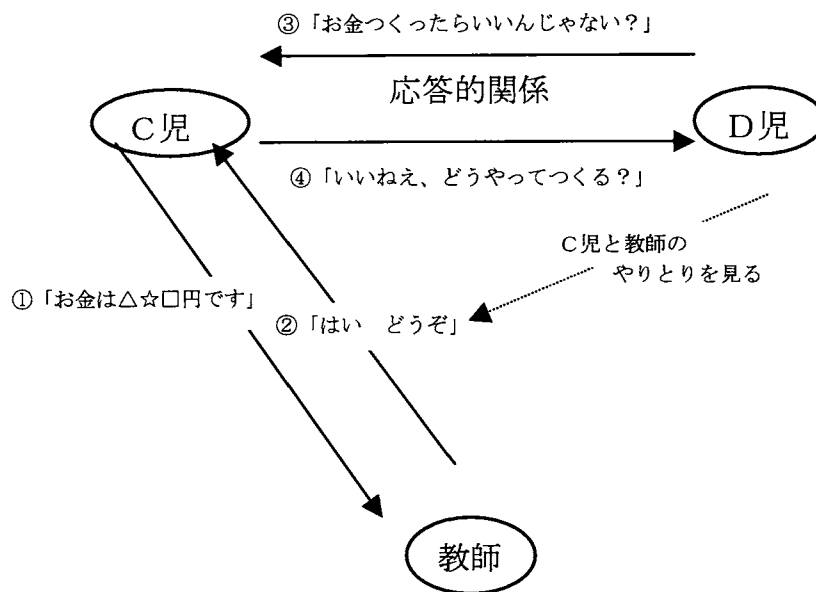 ③「お金つくったらいいんじゃない？」
応答的関係
C児
D児
④「いいねえ、どうやってつくる？」
C児と教師の
やりとりを見る
①「お金は△☆□円です」
②「はい　どうぞ」
教師